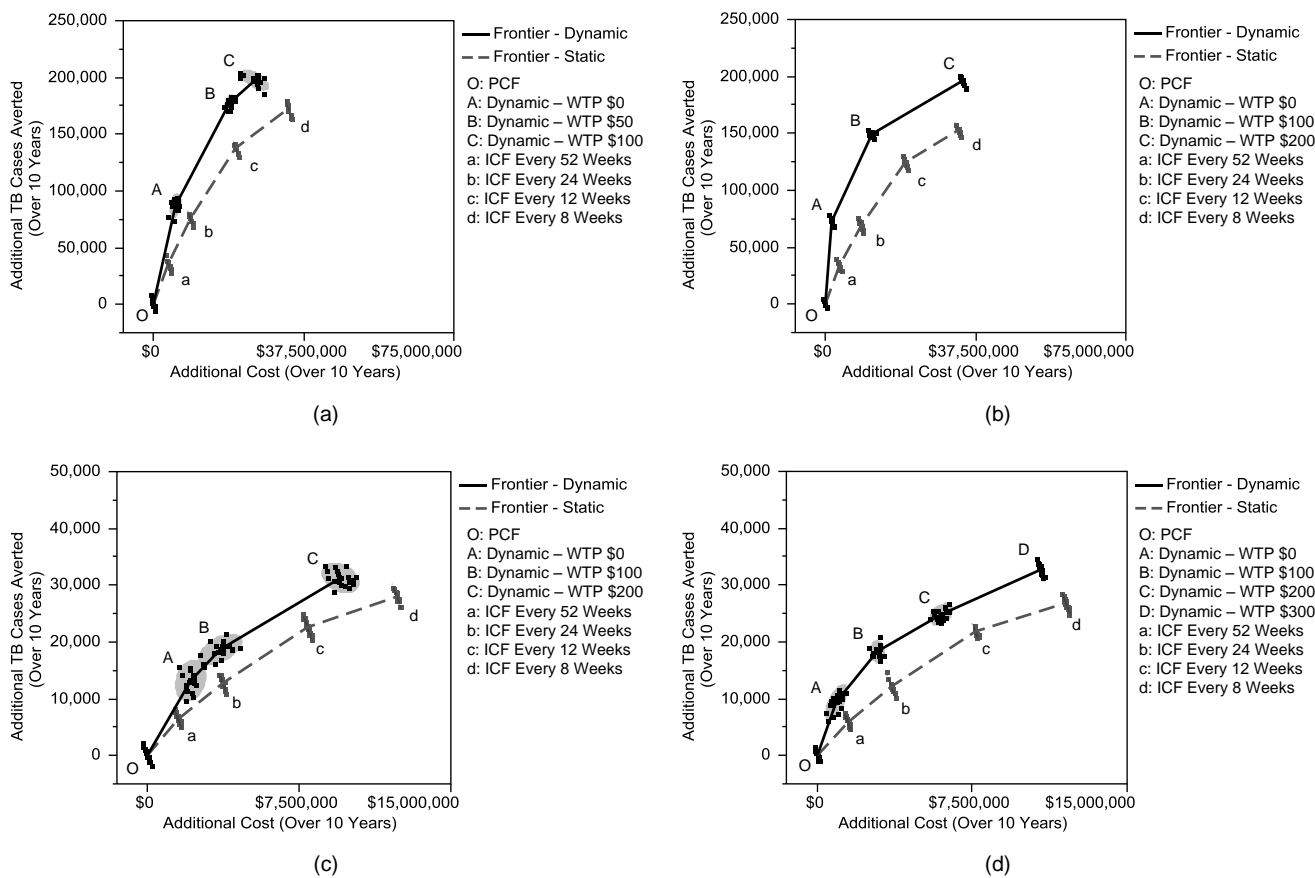 250,000
200,000
150,000
100,000
50,000
0
Additional TB Cases Averted
(Over 10 Years)
O
A
B
C
a
b
c
d
$0
$37,500,000
$75,000,000
Additional Cost (Over 10 Years)
Frontier - Dynamic
Frontier - Static
O: PCF
A: Dynamic – WTP $0
B: Dynamic – WTP $50
C: Dynamic – WTP $100
a: ICF Every 52 Weeks
b: ICF Every 24 Weeks
c: ICF Every 12 Weeks
d: ICF Every 8 Weeks
(a)
250,000
200,000
150,000
100,000
50,000
0
Additional TB Cases Averted
(Over 10 Years)
O
A
B
C
a
b
c
d
$0
$37,500,000
$75,000,000
Additional Cost (Over 10 Years)
Frontier - Dynamic
Frontier - Static
O: PCF
A: Dynamic – WTP $0
B: Dynamic – WTP $100
C: Dynamic – WTP $200
a: ICF Every 52 Weeks
b: ICF Every 24 Weeks
c: ICF Every 12 Weeks
d: ICF Every 8 Weeks
(b)
50,000
40,000
30,000
20,000
10,000
0
Additional TB Cases Averted
(Over 10 Years)
O
A
B
C
a
b
c
d
$0
$7,500,000
$15,000,000
Additional Cost (Over 10 Years)
Frontier - Dynamic
Frontier - Static
O: PCF
A: Dynamic – WTP $0
B: Dynamic – WTP $100
C: Dynamic – WTP $200
a: ICF Every 52 Weeks
b: ICF Every 24 Weeks
c: ICF Every 12 Weeks
d: ICF Every 8 Weeks
(c)
50,000
40,000
30,000
20,000
10,000
0
Additional TB Cases Averted
(Over 10 Years)
O
A
B
C
D
a
b
c
d
$0
$7,500,000
$15,000,000
Additional Cost (Over 10 Years)
Frontier - Dynamic
Frontier - Static
O: PCF
A: Dynamic – WTP $0
B: Dynamic – WTP $100
C: Dynamic – WTP $200
D: Dynamic – WTP $300
a: ICF Every 52 Weeks
b: ICF Every 24 Weeks
c: ICF Every 12 Weeks
d: ICF Every 8 Weeks
(d)